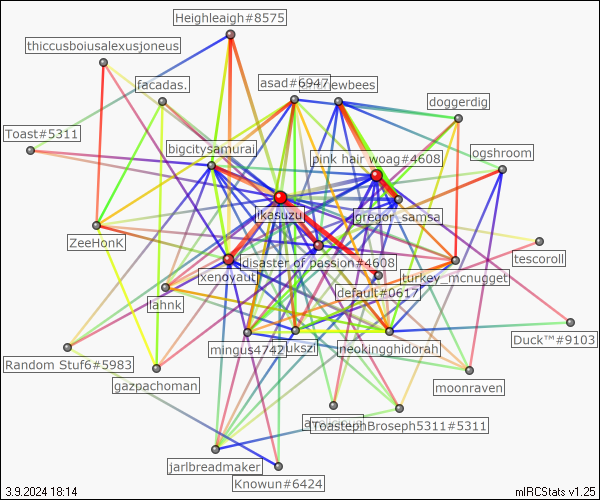 Heighleaigh#8575
thiccusboiusalexusjoneus
facadas.
asad#6947
ewbees
doggerdig
Toast#5311
bigcitysamurai
pink hair woag#4608
ogshroom
ikasuzu
gregor_samsa
ZeeHonK
disaster of passion#4608
tescoroll
xenoyaut
turkey_mcnugget
lahnk
default#0617
Duck™#9103
mingus4742
ukszi
neokingghidorah
Random Stuf6#5983
gazpachoman
moonraven
ToastephBroseph5311#5311
jarlbreadmaker
Knowun#6424
3.9.2024 18:14
mIRCStats v1.25